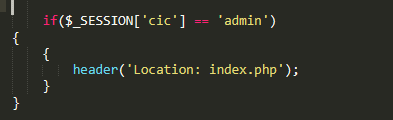 if($_SESSION['cic'] == 'admin')
{
{
header('Location: index.php');
}
}